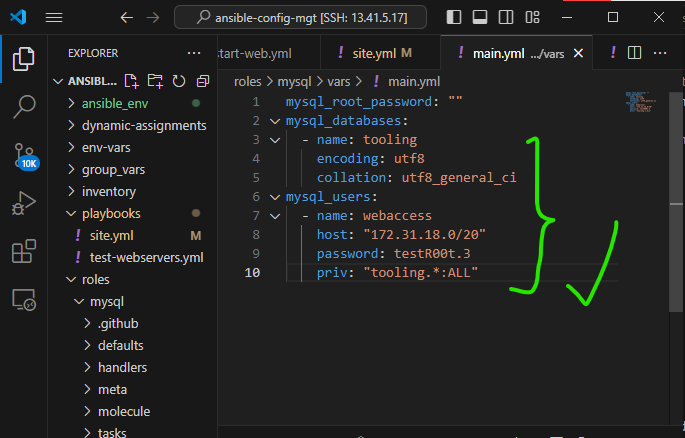 ansible-config-mgt [SSH: 13.41.5.17]
EXPLORER
start-web.yml
! site.yml M
! main.yml .../vars
!
ANSIBL...
roles > mysql > vars > ! main.yml
ansible_env
dynamic-assignments
env-vars
group_vars
inventory
playbooks
! site.yml M
! test-webservers.yml
roles
mysql
.github
defaults
handlers
meta
molecule
tasks
10K
1 mysql_root_password: ""
2 mysql_databases:
3 - name: tooling
4 encoding: utf8
5 collation: utf8_general_ci
6 mysql_users:
7 - name: webaccess
8 host: "172.31.18.0/20"
9 password: testR00t.3
10 priv: "tooling.*:ALL"